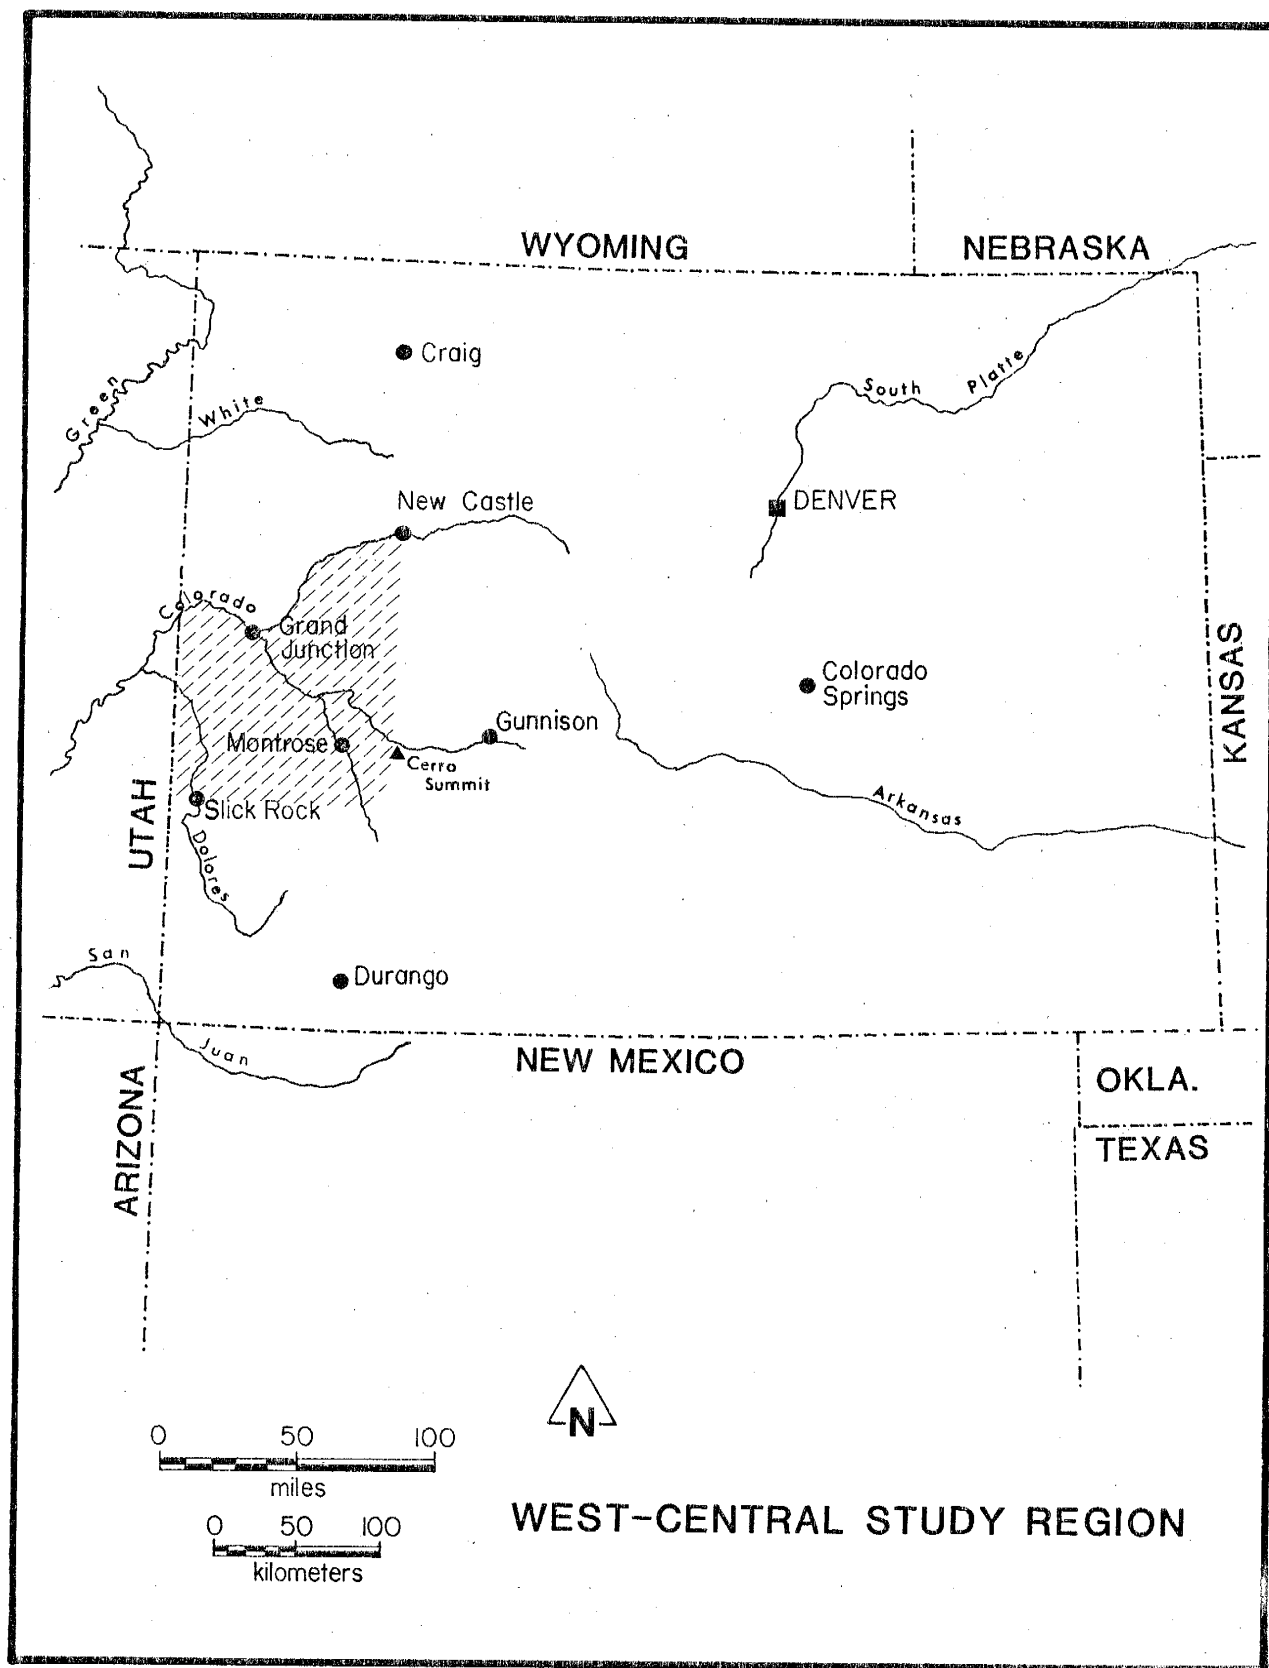 WYOMING
NEBRASKA
Craig
Green
White
South Platte
New Castle
DENVER
Colorado
Grand
Junction
Colorado
Springs
KANSAS
Gunnison
Montrose
Cerro
Summit
UTAH
Slick Rock
Arkansas
Dolores
San
Durango
Juan
NEW MEXICO
ARIZONA
OKLA.
TEXAS
N
0 50 100
miles
0 50 100
kilometers
WEST-CENTRAL STUDY REGION